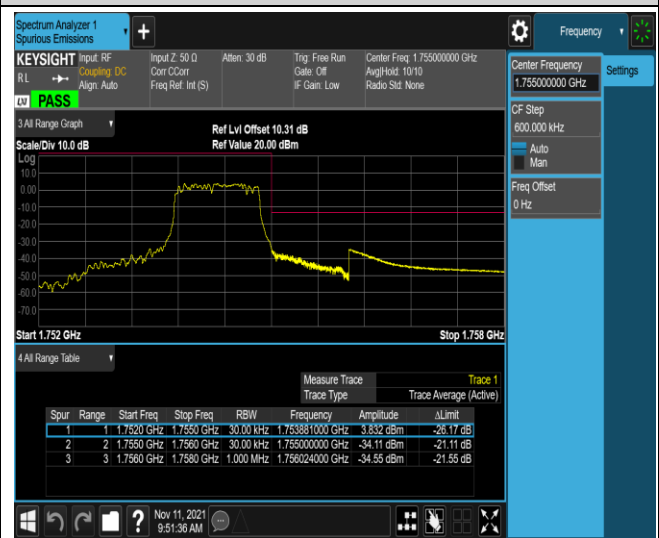 Spectrum Analyzer 1
Spurious Emissions
Frequency
KEYSIGHT Input: RF
RL Coupling: DC
Align: Auto
Input Z: 50 Ω
Corr CCorr
Freq Ref: Int (S)
Atten: 30 dB
Trig: Free Run
Gate: Off
IF Gain: Low
Center Freq: 1.755000000 GHz
Avg|Hold: 10/10
Radio Std: None
PASS
3 All Range Graph
Scale/Div 10.0 dB
Ref Lvl Offset 10.31 dB
Ref Value 20.00 dBm
Log
10.0
0.00
-10.0
-20.0
-30.0
-40.0
-50.0
-60.0
-70.0
Start 1.752 GHz
Stop 1.758 GHz
4 All Range Table
Measure Trace Trace 1
Trace Type Trace Average (Active)
Spur Range Start Freq Stop Freq RBW Frequency Amplitude ΔLimit
1 1 1.7520 GHz 1.7550 GHz 30.00 kHz 1.753881000 GHz 3.832 dBm -26.17 dB
2 2 1.7550 GHz 1.7560 GHz 30.00 kHz 1.755000000 GHz -34.11 dBm -21.11 dB
3 3 1.7560 GHz 1.7580 GHz 1.000 MHz 1.756024000 GHz -34.55 dBm -21.55 dB
Nov 11, 2021
9:51:36 AM
Center Frequency
1.755000000 GHz
Settings
CF Step
600.000 kHz
Auto
Man
Freq Offset
0 Hz